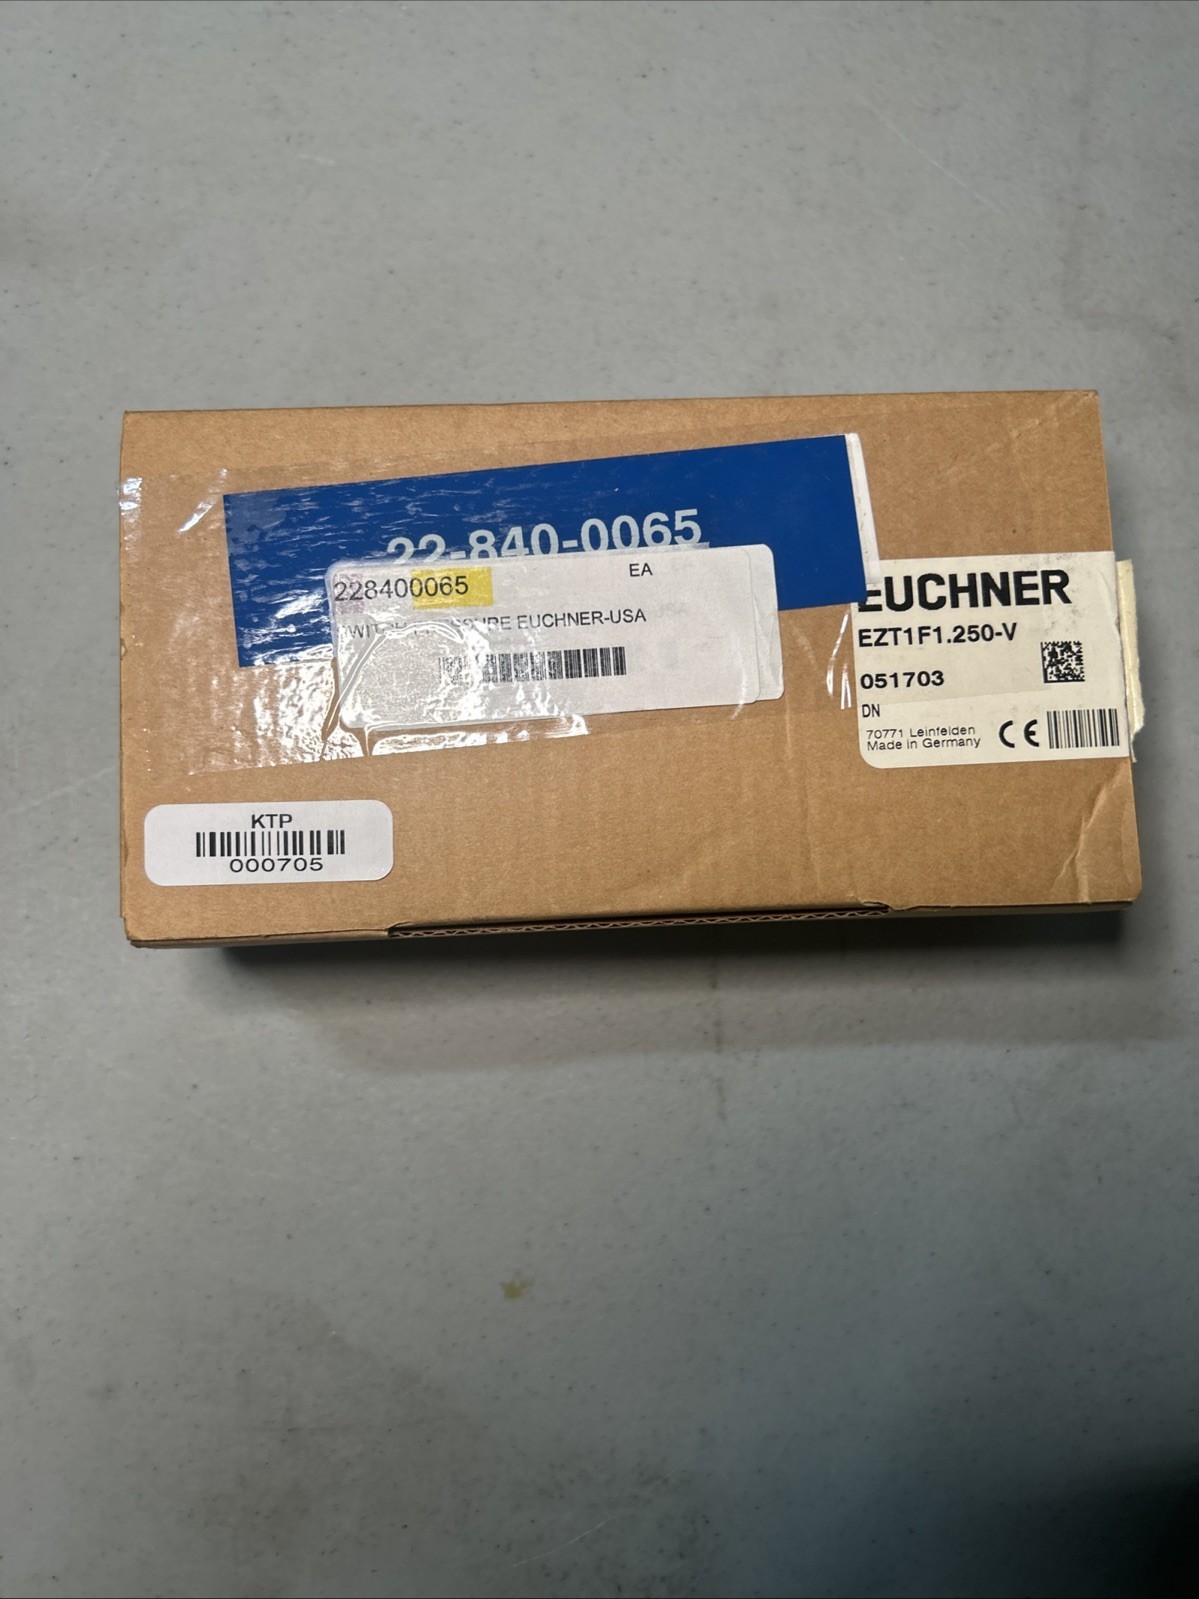 22-840-0065
228400065
EA
EUCHNER-USA
EUCHNER
EZT1F1.250-V
051703
DN
70771 Leinfelden
Made in Germany
CE
KTP
000705